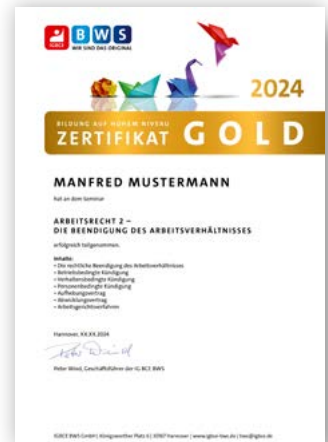 IGBCE BWS
WIR SIND DAS ORIGINAL
2024
BILDUNG AUF HOHEM NIVEAU
ZERTIFIKAT GOLD
MANFRED MUSTERMANN
hat an dem Seminar
ARBEITSRECHT 2 –
DIE BEENDIGUNG DES ARBEITSVERHÄLTNISSES
erfolgreich teilgenommen.
Inhalte:
• Die rechtliche Beendigung des Arbeitsverhältnisses
• Betriebsbedingte Kündigung
• Verhaltensbedingte Kündigung
• Personenbedingte Kündigung
• Aufhebungsvertrag
• Abwicklungsvertrag
• Arbeitsgerichtsverfahren
Hannover, XX.XX.2024
Peter Wind, Geschäftsführer der IG BCE BWS
IGBCE BWS GmbH | Königsworther Platz 6 | 30167 Hannover | www.igbce-bws.de | bws@igbce.de